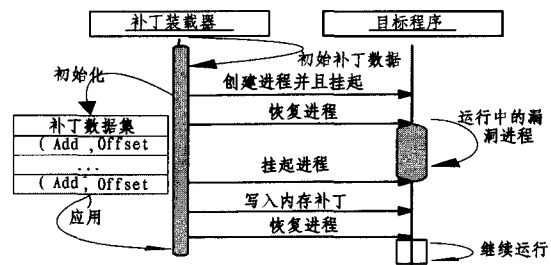 补丁装载器
目标程序
初始补丁数据
初始化
创建进程并且挂起
恢复进程
补丁数据集
( Add ,Offset
...
( Add, Offset
运行中的漏
洞进程
挂起进程
应用
写入内存补丁
恢复进程
继续运行